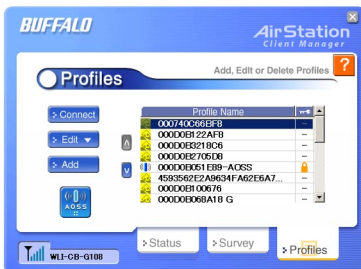 BUFFALO
AirStation
Client Manager
Add, Edit or Delete Profiles
?
Profiles
Connect
Edit
Add
AOSS
Profile Name
000740C66BF8
000D0B122AF8
000D0B3218C6
000D0B2705D8
000D0B051EB9-AOSS
4593562E2A9634FA62E6A7...
000D0B100676
000D0B068A18 G
WLI-CB-G108
Status
Survey
Profiles